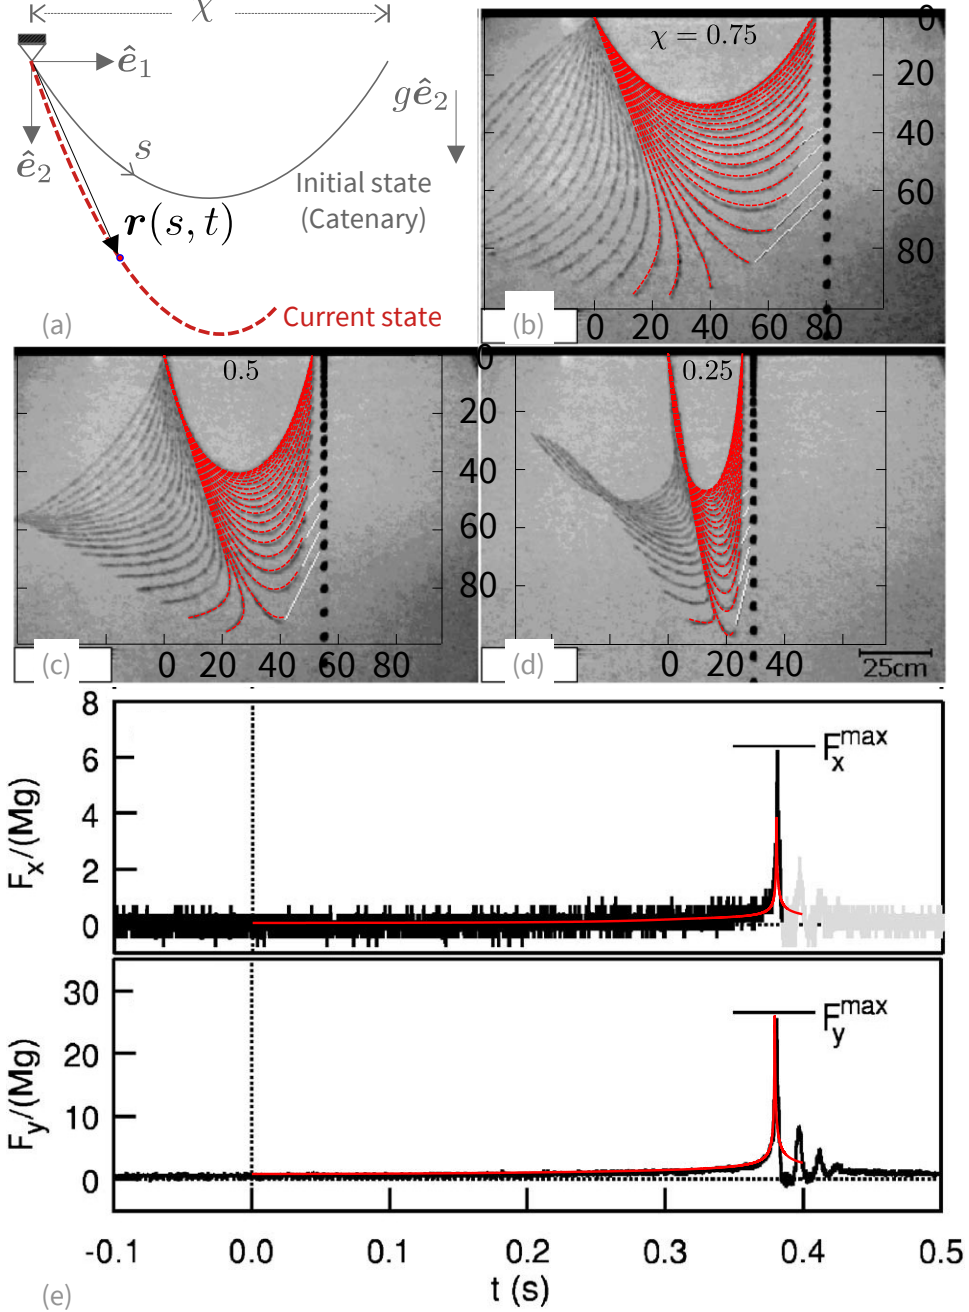 χ
ê₁
ê₂
s
gê₂
Initial state
(Catenary)
r(s, t)
Current state
(a)
χ = 0.75
0
20
40
60
80
(b)
0 20 40 60 80
0.5
(c)
0 20 40 60 80
0.25
0
20
40
60
80
(d)
0 20 40
25cm
8
6
4
2
0
Fₓ/(Mg)
Fₓᵐᵃˣ
30
20
10
0
F_y/(Mg)
F_y^max
-0.1 0.0 0.1 0.2 0.3 0.4 0.5
t (s)
(e)